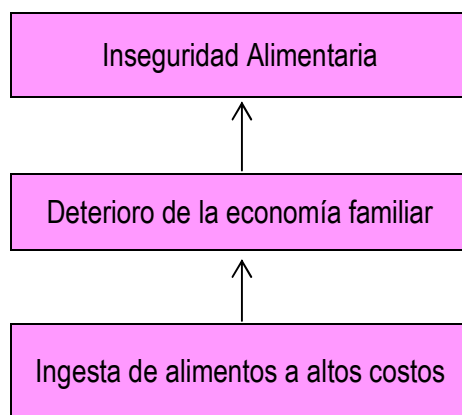 Inseguridad Alimentaria
Deterioro de la economía familiar
Ingesta de alimentos a altos costos